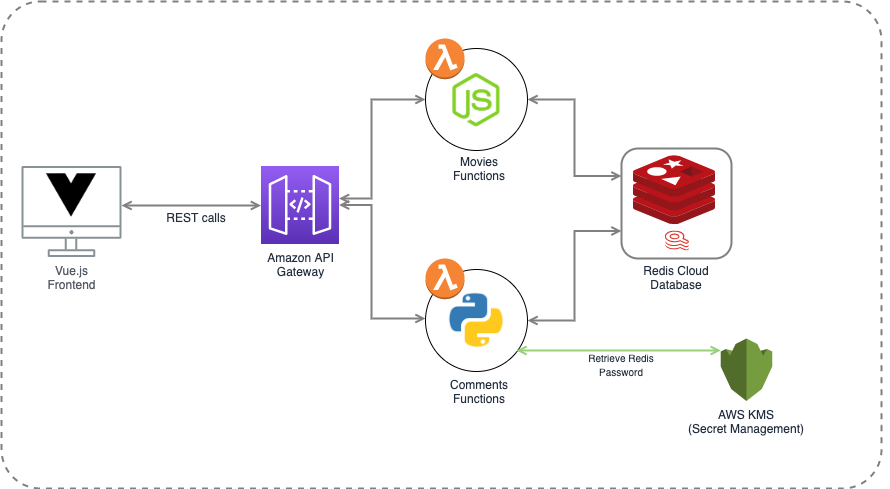 JS
Movies
Functions
REST calls
Vue.js
Frontend
</>
Amazon API
Gateway
Redis Cloud
Database
Comments
Functions
Retrieve Redis
Password
AWS KMS
(Secret Management)
λ
λ